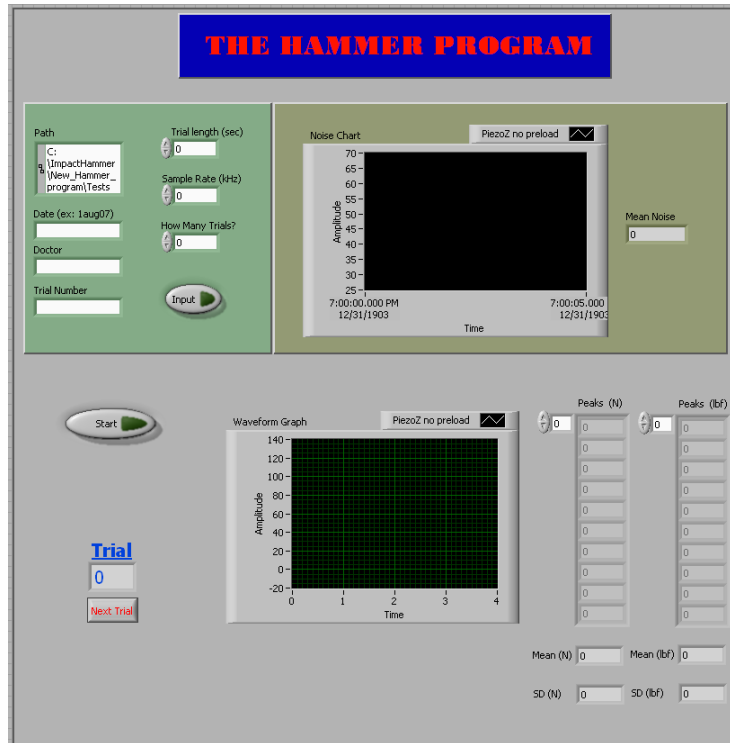 THE HAMMER PROGRAM
Path
C:
\ImpactHammer
\New_Hammer_
program\Tests
Date (ex: 1aug07)
Doctor
Trial Number
Trial length (sec)
0
Sample Rate (kHz)
0
How Many Trials?
0
Input
Noise Chart
PiezoZ no preload
Amplitude
70
65
60
55
50
45
40
35
30
25
7:00:00.000 PM
12/31/1903
7:00:05.000
12/31/1903
Time
Mean Noise
0
Start
Trial
0
Next Trial
Waveform Graph
PiezoZ no preload
Amplitude
140
120
100
80
60
40
20
0
-20
0 1 2 3 4
Time
Peaks (N) Peaks (lbf)
0 0 0 0
0 0
0 0
0 0
0 0
0 0
0 0
0 0
0 0
0 0
Mean (N) 0 Mean (lbf) 0
SD (N) 0 SD (lbf) 0